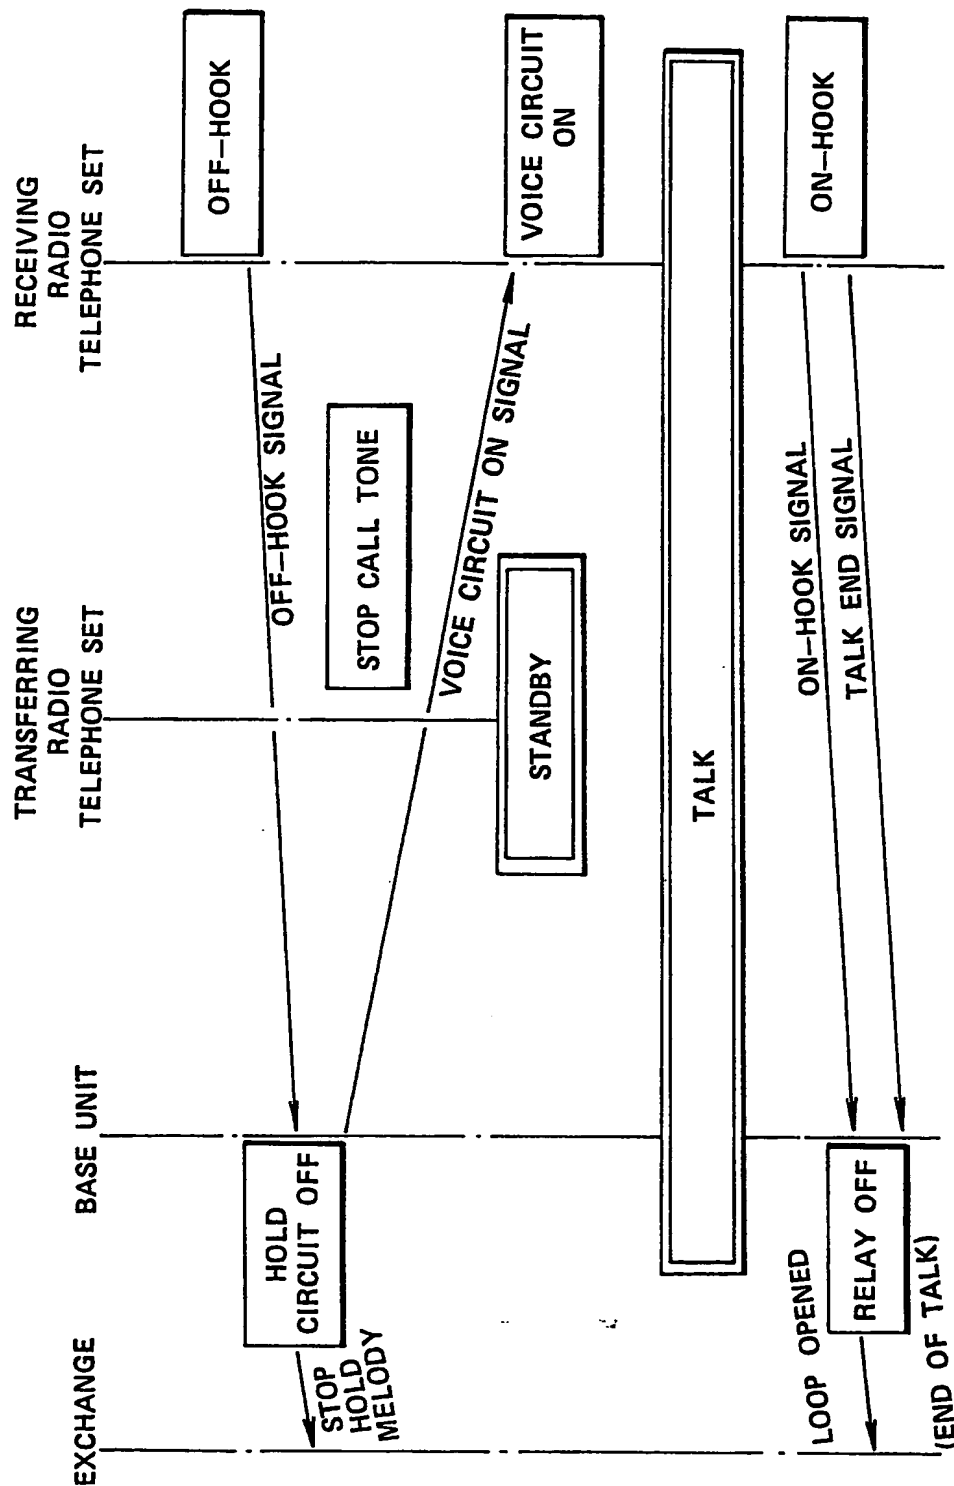 EXCHANGE
BASE UNIT
TRANSFERRING
RADIO
TELEPHONE SET
RECEIVING
RADIO
TELEPHONE SET
OFF–HOOK
OFF–HOOK SIGNAL
HOLD
CIRCUIT OFF
STOP
HOLD
MELODY
STOP CALL TONE
VOICE CIRCUIT ON SIGNAL
VOICE CIRCUIT
ON
STANDBY
TALK
ON–HOOK
ON–HOOK SIGNAL
TALK END SIGNAL
RELAY OFF
LOOP OPENED
(END OF TALK)